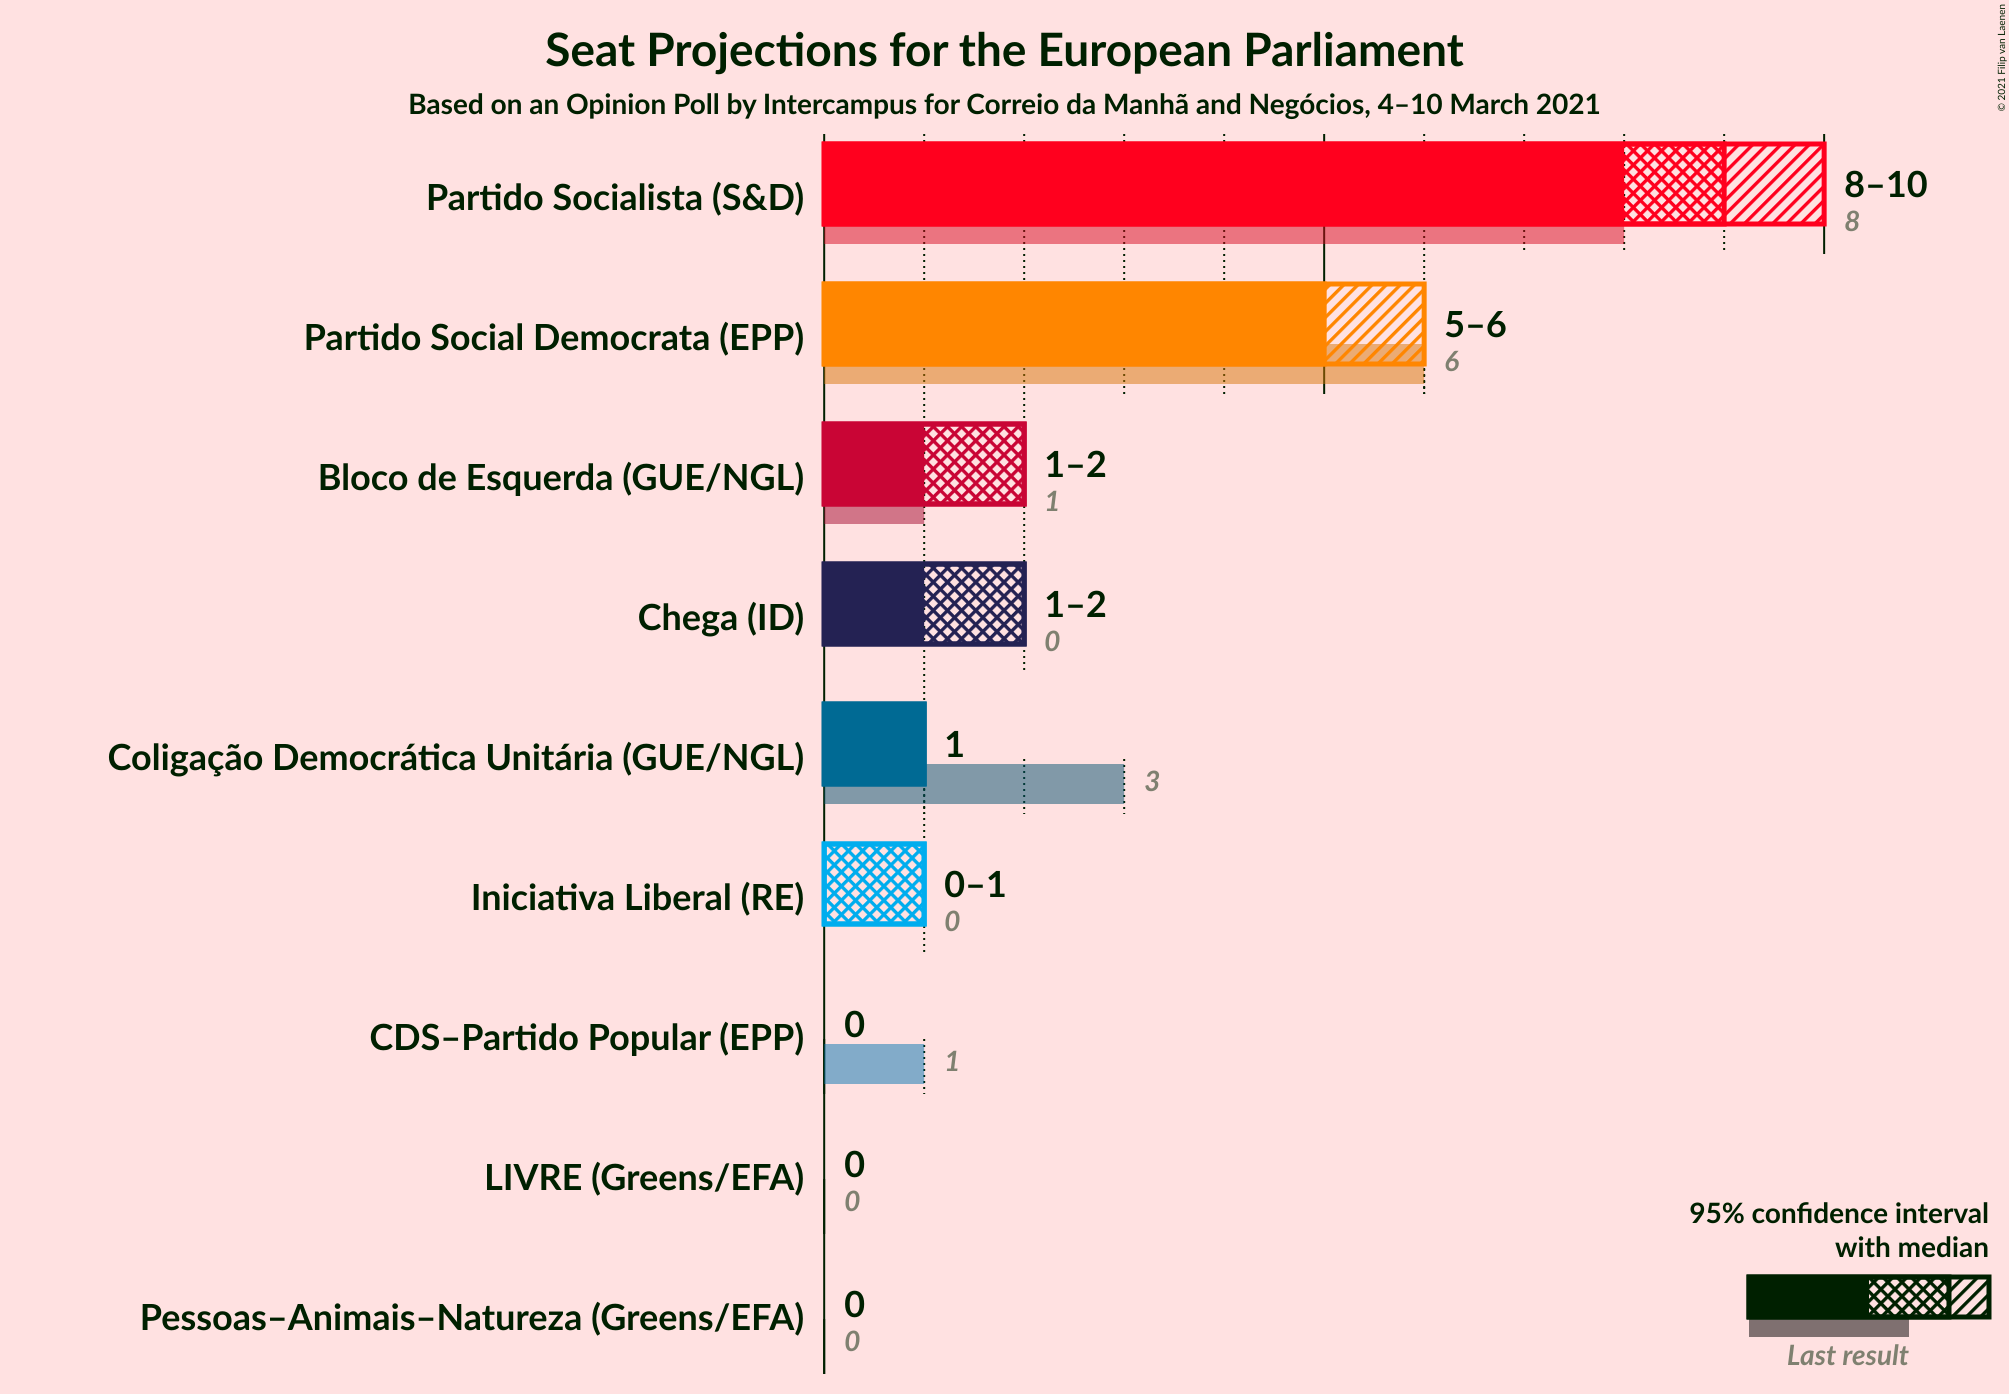 Seat Projections for the European Parliament
Based on an Opinion Poll by Intercampus for Correio da Manhã and Negócios, 4–10 March 2021
© 2021 Filip van Laenen
Partido Socialista (S&D)
8–10
8
Partido Social Democrata (EPP)
5–6
6
Bloco de Esquerda (GUE/NGL)
1–2
1
Chega (ID)
1–2
0
Coligação Democrática Unitária (GUE/NGL)
1
3
Iniciativa Liberal (RE)
0–1
0
CDS–Partido Popular (EPP)
0
1
LIVRE (Greens/EFA)
0
0
Pessoas–Animais–Natureza (Greens/EFA)
0
0
95% confidence interval
with median
Last result